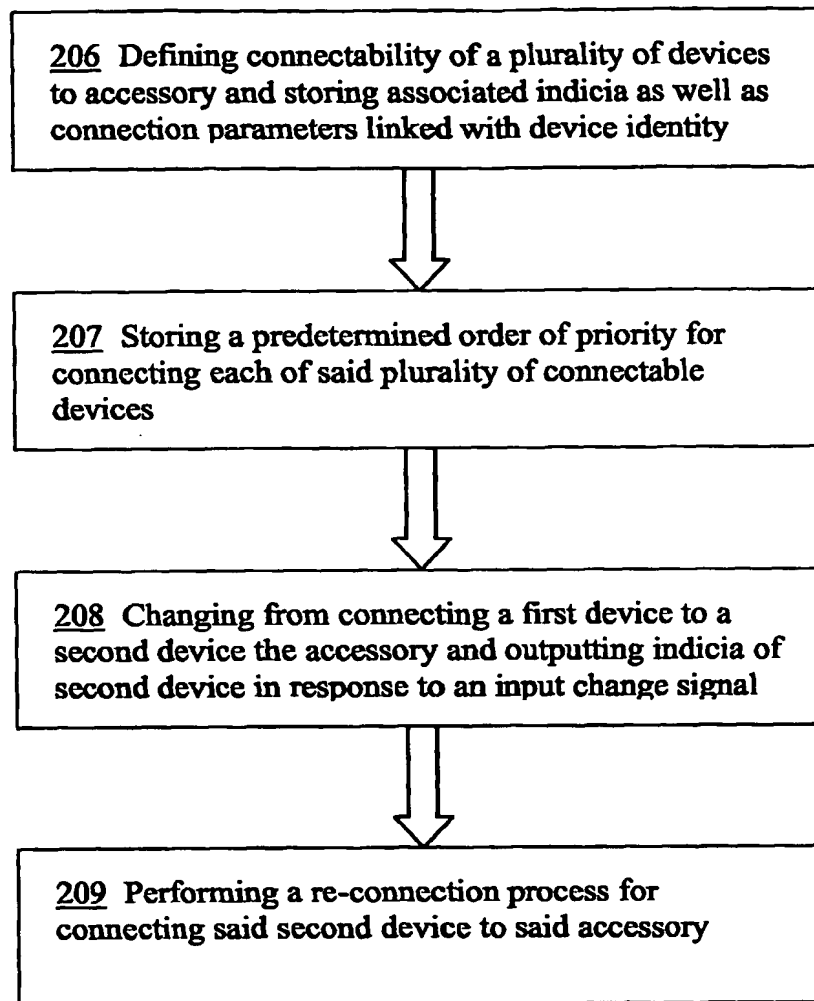 206 Defining connectability of a plurality of devices
to accessory and storing associated indicia as well as
connection parameters linked with device identity
207 Storing a predetermined order of priority for
connecting each of said plurality of connectable
devices
208 Changing from connecting a first device to a
second device the accessory and outputting indicia of
second device in response to an input change signal
209 Performing a re-connection process for
connecting said second device to said accessory